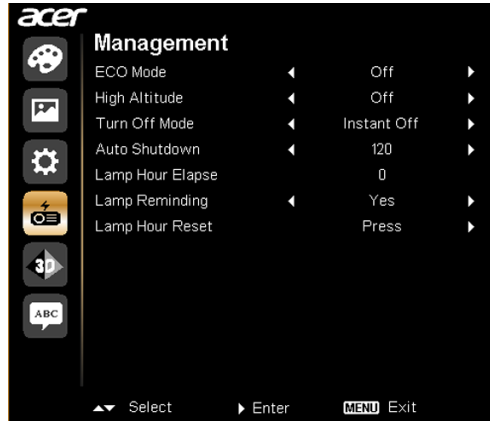 acer
Management
ECO Mode Off
High Altitude Off
Turn Off Mode Instant Off
Auto Shutdown 120
Lamp Hour Elapse 0
Lamp Reminding Yes
Lamp Hour Reset Press
3D
ABC
Select Enter MENU Exit